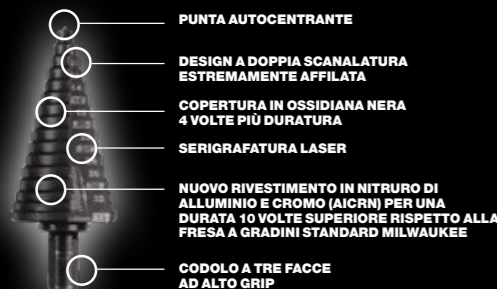 PUNTA AUTOCENTRANTE
DESIGN A DOPPIA SCANALATURA
ESTREMAMENTE AFFILATA
COPERTURA IN OSSIDIANA NERA
4 VOLTE PIÙ DURATURA
SERIGRAFATURA LASER
NUOVO RIVESTIMENTO IN NITRURO DI
ALLUMINIO E CROMO (AICRN) PER UNA
DURATA 10 VOLTE SUPERIORE RISPETTO ALLA
FRESA A GRADINI STANDARD MILWAUKEE
CODOLO A TRE FACCE
AD ALTO GRIP